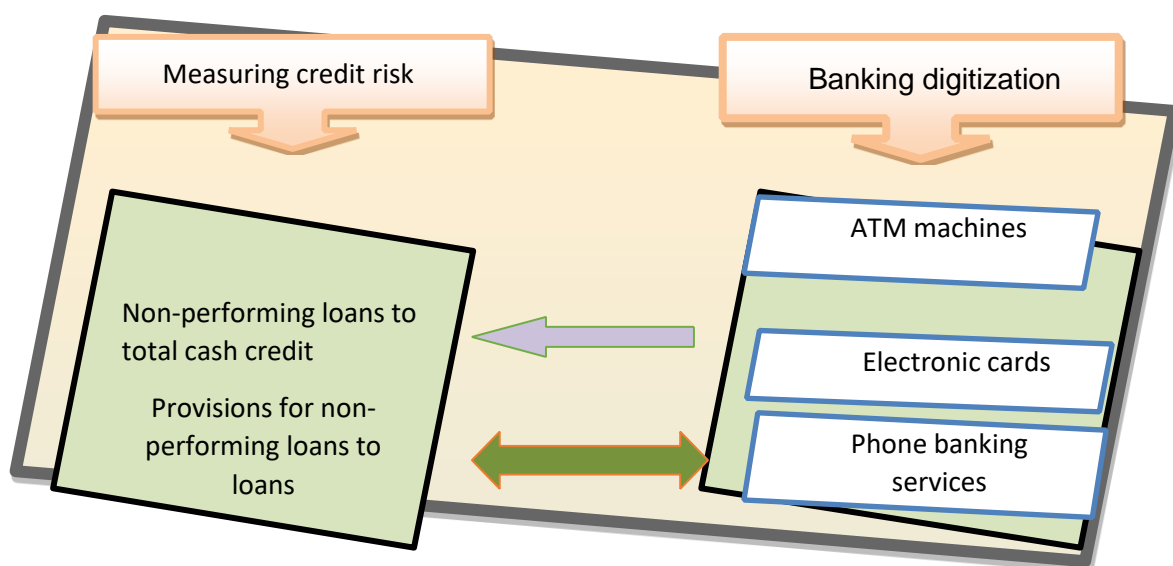 Measuring credit risk
Banking digitization
Non-performing loans to
total cash credit
Provisions for non-
performing loans to
loans
ATM machines
Electronic cards
Phone banking
services